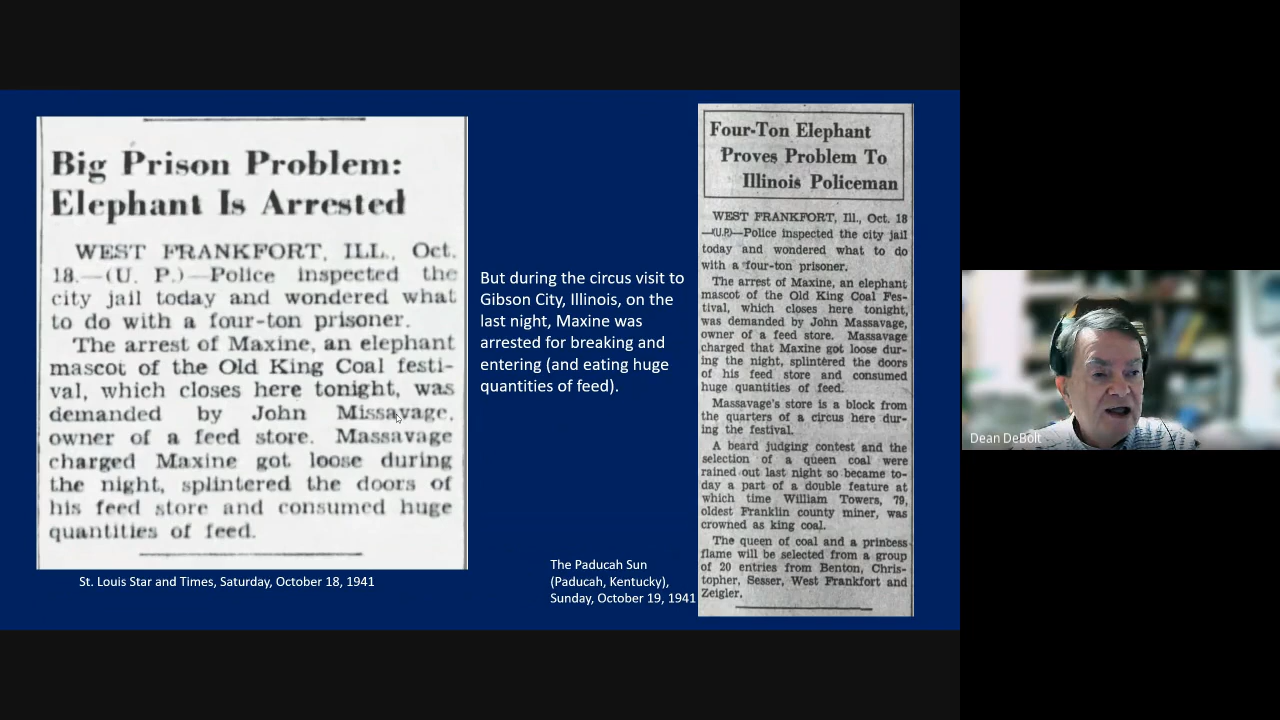 Big Prison Problem:
Elephant Is Arrested
WEST FRANKFORT, ILL., Oct.
18.—(U. P.)—Police inspected the
city jail today and wondered what
to do with a four-ton prisoner.
The arrest of Maxine, an elephant
mascot of the Old King Coal festi-
val, which closes here tonight, was
demanded by John Missavage,
owner of a feed store. Massavage
charged Maxine got loose during
the night, splintered the doors of
his feed store and consumed huge
quantities of feed.
St. Louis Star and Times, Saturday, October 18, 1941
But during the circus visit to
Gibson City, Illinois, on the
last night, Maxine was
arrested for breaking and
entering (and eating huge
quantities of feed).
The Paducah Sun
(Paducah, Kentucky),
Sunday, October 19, 1941
Four-Ton Elephant
Proves Problem To
Illinois Policeman
WEST FRANKFORT, Ill., Oct. 18
—(U.P.)—Police inspected the city jail
today and wondered what to do
with a four-ton prisoner.
The arrest of Maxine, an elephant
mascot of the Old King Coal Fes-
tival, which closes here tonight,
was demanded by John Massavage,
owner of a feed store. Massavage
charged that Maxine got loose dur-
ing the night, splintered the doors
of his feed store and consumed
huge quantities of feed.
Massavage's store is a block from
the quarters of a circus here dur-
ing the festival.
A beard judging contest and the
selection of a queen coal were
rained out last night so became to-
day a part of a double feature at
which time William Towers, 79,
oldest Franklin county miner, was
crowned as king coal.
The queen of coal and a princess
flame will be selected from a group
of 20 entries from Benton, Chris-
topher, Sesser, West Frankfort and
Zeigler.
Dean DeBolt